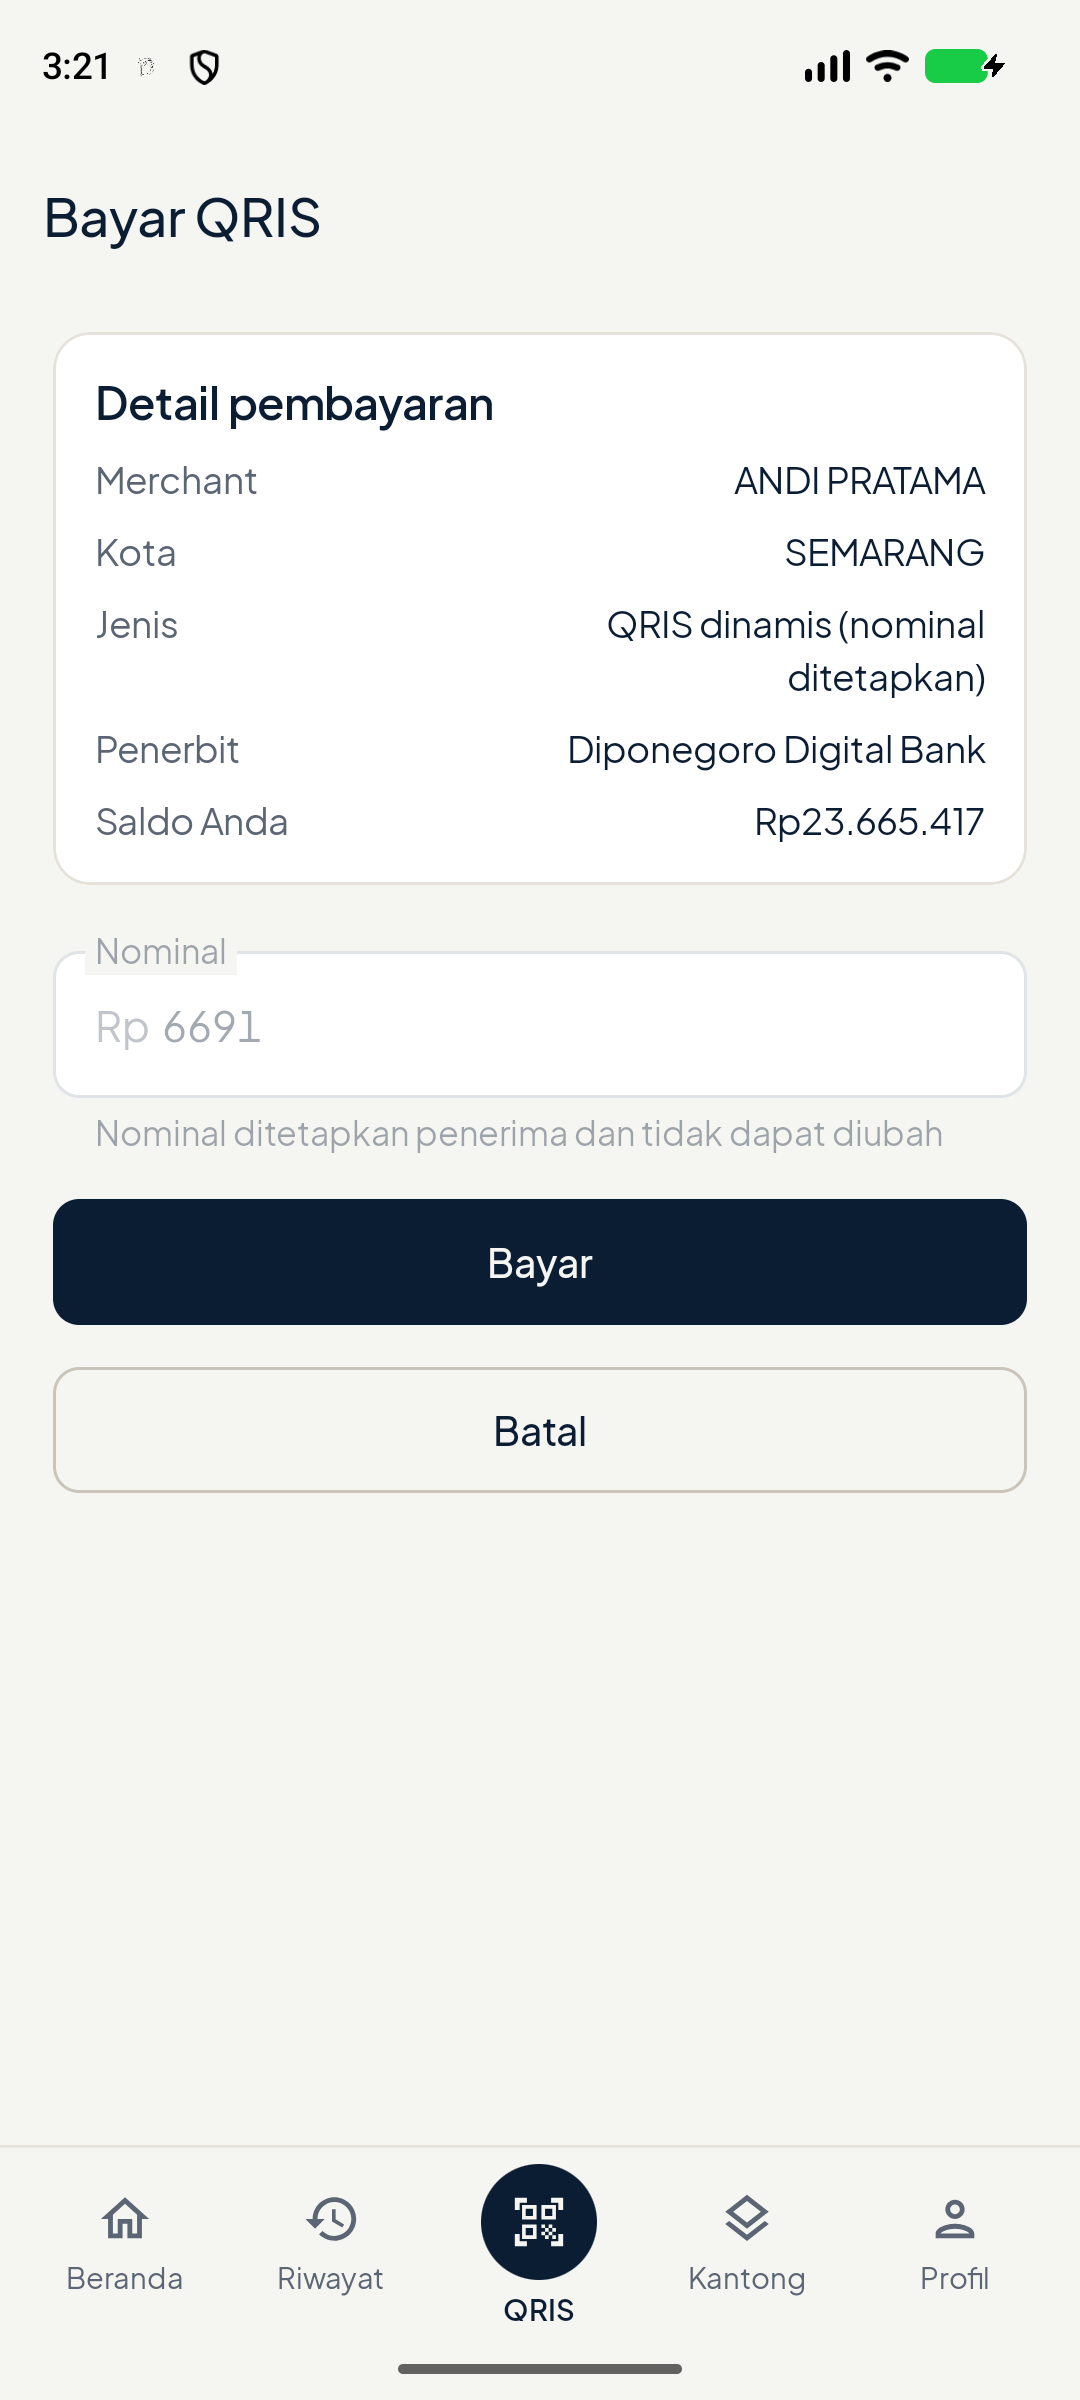 3:21
Bayar QRIS
Detail pembayaran
Merchant ANDI PRATAMA
Kota SEMARANG
Jenis QRIS dinamis (nominal
ditetapkan)
Penerbit Diponegoro Digital Bank
Saldo Anda Rp23.665.417
Nominal
Rp 6691
Nominal ditetapkan penerima dan tidak dapat diubah
Bayar
Batal
Beranda Riwayat QRIS Kantong Profil